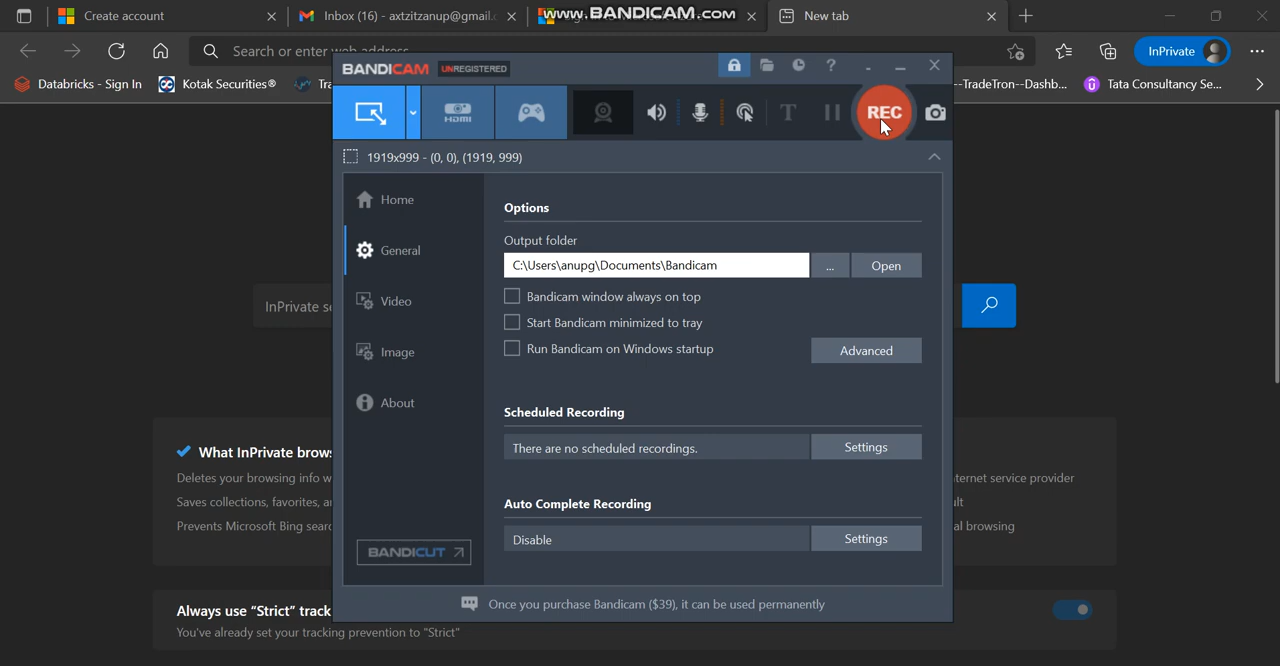 Create account
Inbox (16) - axtzitzanup@gmail.
www.BANDICAM.com
New tab
Search or enter web address
InPrivate
Databricks - Sign In
Kotak Securities®
Tra
--TradeTron--Dashb...
Tata Consultancy Se...
BANDICAM UNREGISTERED
HDMI
T
REC
1919x999 - (0, 0), (1919, 999)
Home
General
Video
Image
About
BANDICUT
Options
Output folder
C:\Users\anupg\Documents\Bandicam
...
Open
Bandicam window always on top
Start Bandicam minimized to tray
Run Bandicam on Windows startup
Advanced
Scheduled Recording
There are no scheduled recordings.
Settings
Auto Complete Recording
Disable
Settings
Once you purchase Bandicam ($39), it can be used permanently
InPrivate se
What InPrivate brow
Deletes your browsing info w
Saves collections, favorites, a
Prevents Microsoft Bing sear
ternet service provider
ult
al browsing
Always use “Strict” track
You've already set your tracking prevention to “Strict”